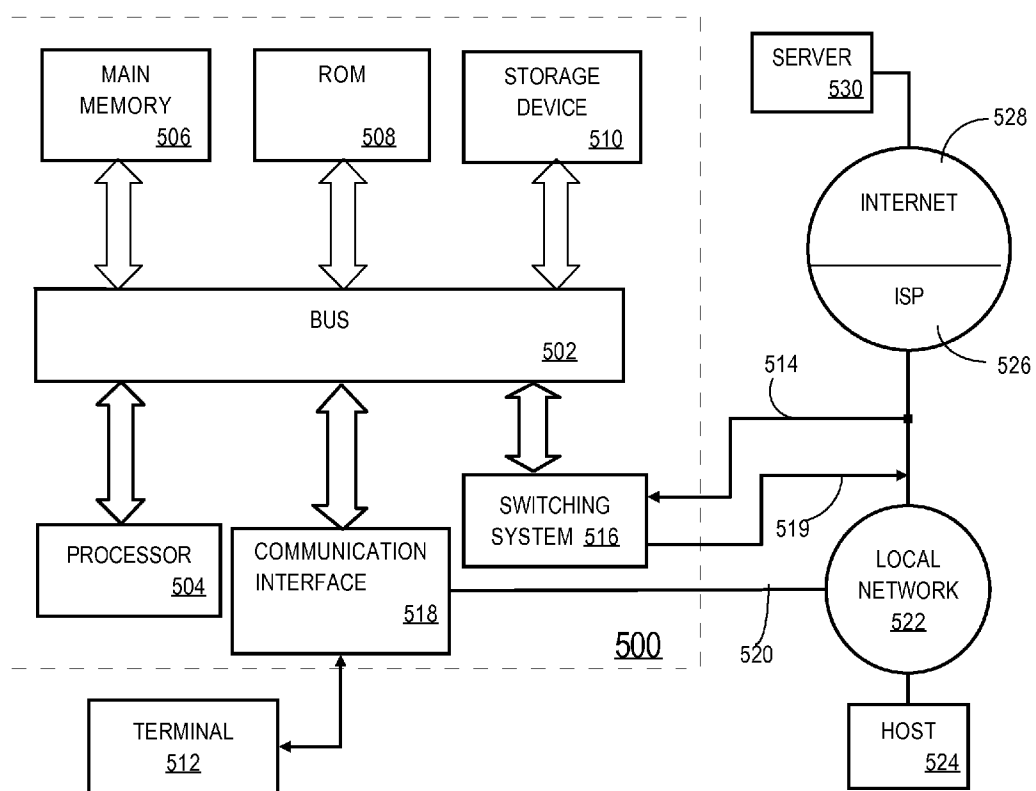 MAIN
MEMORY
506
ROM
508
STORAGE
DEVICE
510
SERVER
530
528
INTERNET
ISP
526
BUS
502
514
SWITCHING
SYSTEM 516
519
PROCESSOR
504
COMMUNICATION
INTERFACE
518
LOCAL
NETWORK
522
520
500
TERMINAL
512
HOST
524